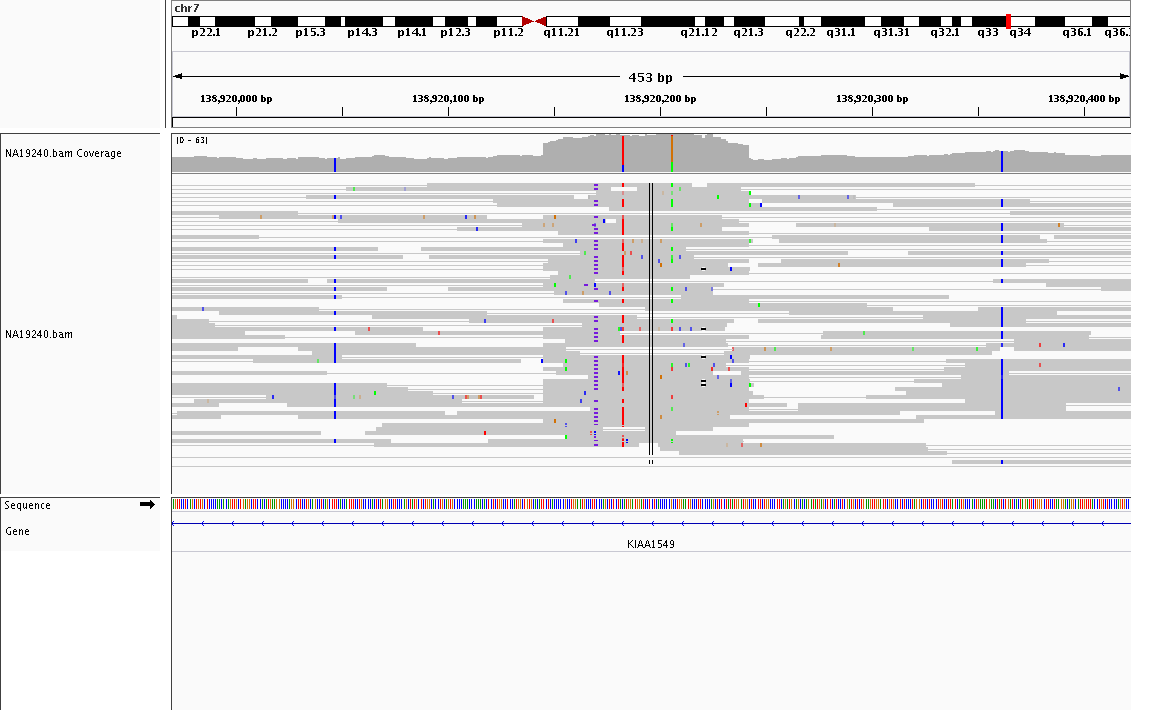 chr7
p22.1 p21.2 p15.3 p14.3 p14.1 p12.3 p11.2 q11.21 q11.23 q21.12 q21.3 q22.2 q31.1 q31.31 q32.1 q33 q34 q36.1 q36.
453 bp
138,920,000 bp 138,920,100 bp 138,920,200 bp 138,920,300 bp 138,920,400 bp
[0 - 63]
NA19240.bam Coverage
NA19240.bam
Sequence
Gene
KIAA1549